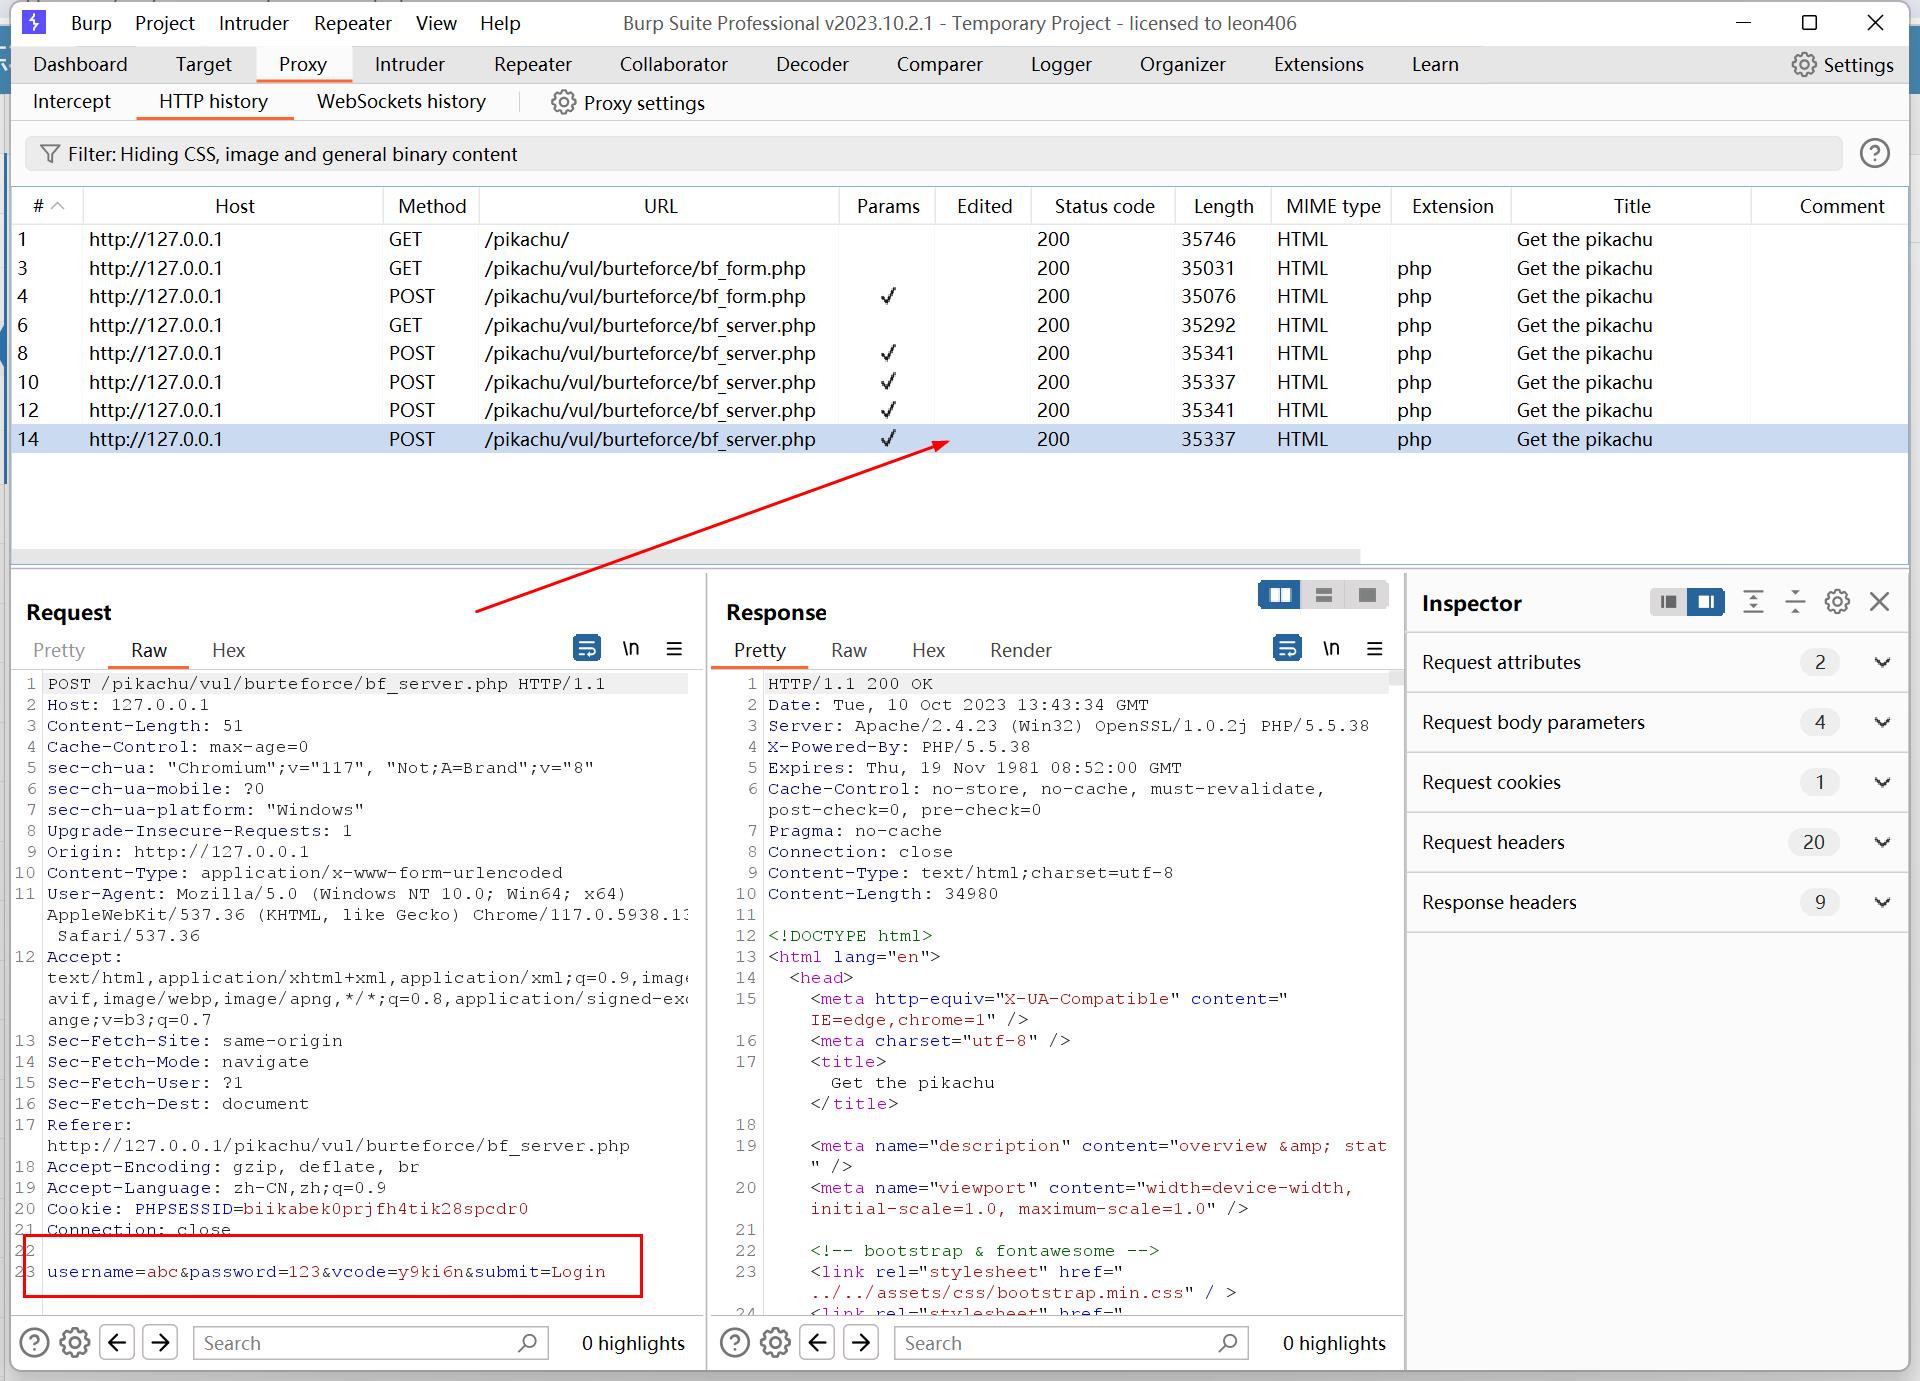 Burp Project Intruder Repeater View Help Burp Suite Professional v2023.10.2.1 - Temporary Project - licensed to leon406
Dashboard Target Proxy Intruder Repeater Collaborator Decoder Comparer Logger Organizer Extensions Learn Settings
Intercept HTTP history WebSockets history Proxy settings
Filter: Hiding CSS, image and general binary content
# Host Method URL Params Edited Status code Length MIME type Extension Title Comment
1 http://127.0.0.1 GET /pikachu/ 200 35746 HTML Get the pikachu
3 http://127.0.0.1 GET /pikachu/vul/burteforce/bf_form.php 200 35031 HTML php Get the pikachu
4 http://127.0.0.1 POST /pikachu/vul/burteforce/bf_form.php ✓ 200 35076 HTML php Get the pikachu
6 http://127.0.0.1 GET /pikachu/vul/burteforce/bf_server.php 200 35292 HTML php Get the pikachu
8 http://127.0.0.1 POST /pikachu/vul/burteforce/bf_server.php ✓ 200 35341 HTML php Get the pikachu
10 http://127.0.0.1 POST /pikachu/vul/burteforce/bf_server.php ✓ 200 35337 HTML php Get the pikachu
12 http://127.0.0.1 POST /pikachu/vul/burteforce/bf_server.php ✓ 200 35341 HTML php Get the pikachu
14 http://127.0.0.1 POST /pikachu/vul/burteforce/bf_server.php ✓ 200 35337 HTML php Get the pikachu
Request
Pretty Raw Hex \n
1 POST /pikachu/vul/burteforce/bf_server.php HTTP/1.1
2 Host: 127.0.0.1
3 Content-Length: 51
4 Cache-Control: max-age=0
5 sec-ch-ua: "Chromium";v="117", "Not;A=Brand";v="8"
6 sec-ch-ua-mobile: ?0
7 sec-ch-ua-platform: "Windows"
8 Upgrade-Insecure-Requests: 1
9 Origin: http://127.0.0.1
10 Content-Type: application/x-www-form-urlencoded
11 User-Agent: Mozilla/5.0 (Windows NT 10.0; Win64; x64)
AppleWebKit/537.36 (KHTML, like Gecko) Chrome/117.0.5938.13
Safari/537.36
12 Accept:
text/html,application/xhtml+xml,application/xml;q=0.9,image
avif,image/webp,image/apng,*/*;q=0.8,application/signed-exc
ange;v=b3;q=0.7
13 Sec-Fetch-Site: same-origin
14 Sec-Fetch-Mode: navigate
15 Sec-Fetch-User: ?1
16 Sec-Fetch-Dest: document
17 Referer:
http://127.0.0.1/pikachu/vul/burteforce/bf_server.php
18 Accept-Encoding: gzip, deflate, br
19 Accept-Language: zh-CN,zh;q=0.9
20 Cookie: PHPSESSID=biikabek0prjfh4tik28spcdr0
21 Connection: close
22
23 username=abc&password=123&vcode=y9ki6n&submit=Login
Search 0 highlights
Response
Pretty Raw Hex Render \n
1 HTTP/1.1 200 OK
2 Date: Tue, 10 Oct 2023 13:43:34 GMT
3 Server: Apache/2.4.23 (Win32) OpenSSL/1.0.2j PHP/5.5.38
4 X-Powered-By: PHP/5.5.38
5 Expires: Thu, 19 Nov 1981 08:52:00 GMT
6 Cache-Control: no-store, no-cache, must-revalidate,
post-check=0, pre-check=0
7 Pragma: no-cache
8 Connection: close
9 Content-Type: text/html;charset=utf-8
10 Content-Length: 34980
11
12 <!DOCTYPE html>
13 <html lang="en">
14 <head>
15 <meta http-equiv="X-UA-Compatible" content="
IE=edge,chrome=1" />
16 <meta charset="utf-8" />
17 <title>
Get the pikachu
</title>
18
19 <meta name="description" content="overview &amp; stat
" />
20 <meta name="viewport" content="width=device-width,
initial-scale=1.0, maximum-scale=1.0" />
21
22 <!-- bootstrap & fontawesome -->
23 <link rel="stylesheet" href="
../../assets/css/bootstrap.min.css" / >
24 <link rel="stylesheet" href="
Search 0 highlights
Inspector
Request attributes 2
Request body parameters 4
Request cookies 1
Request headers 20
Response headers 9